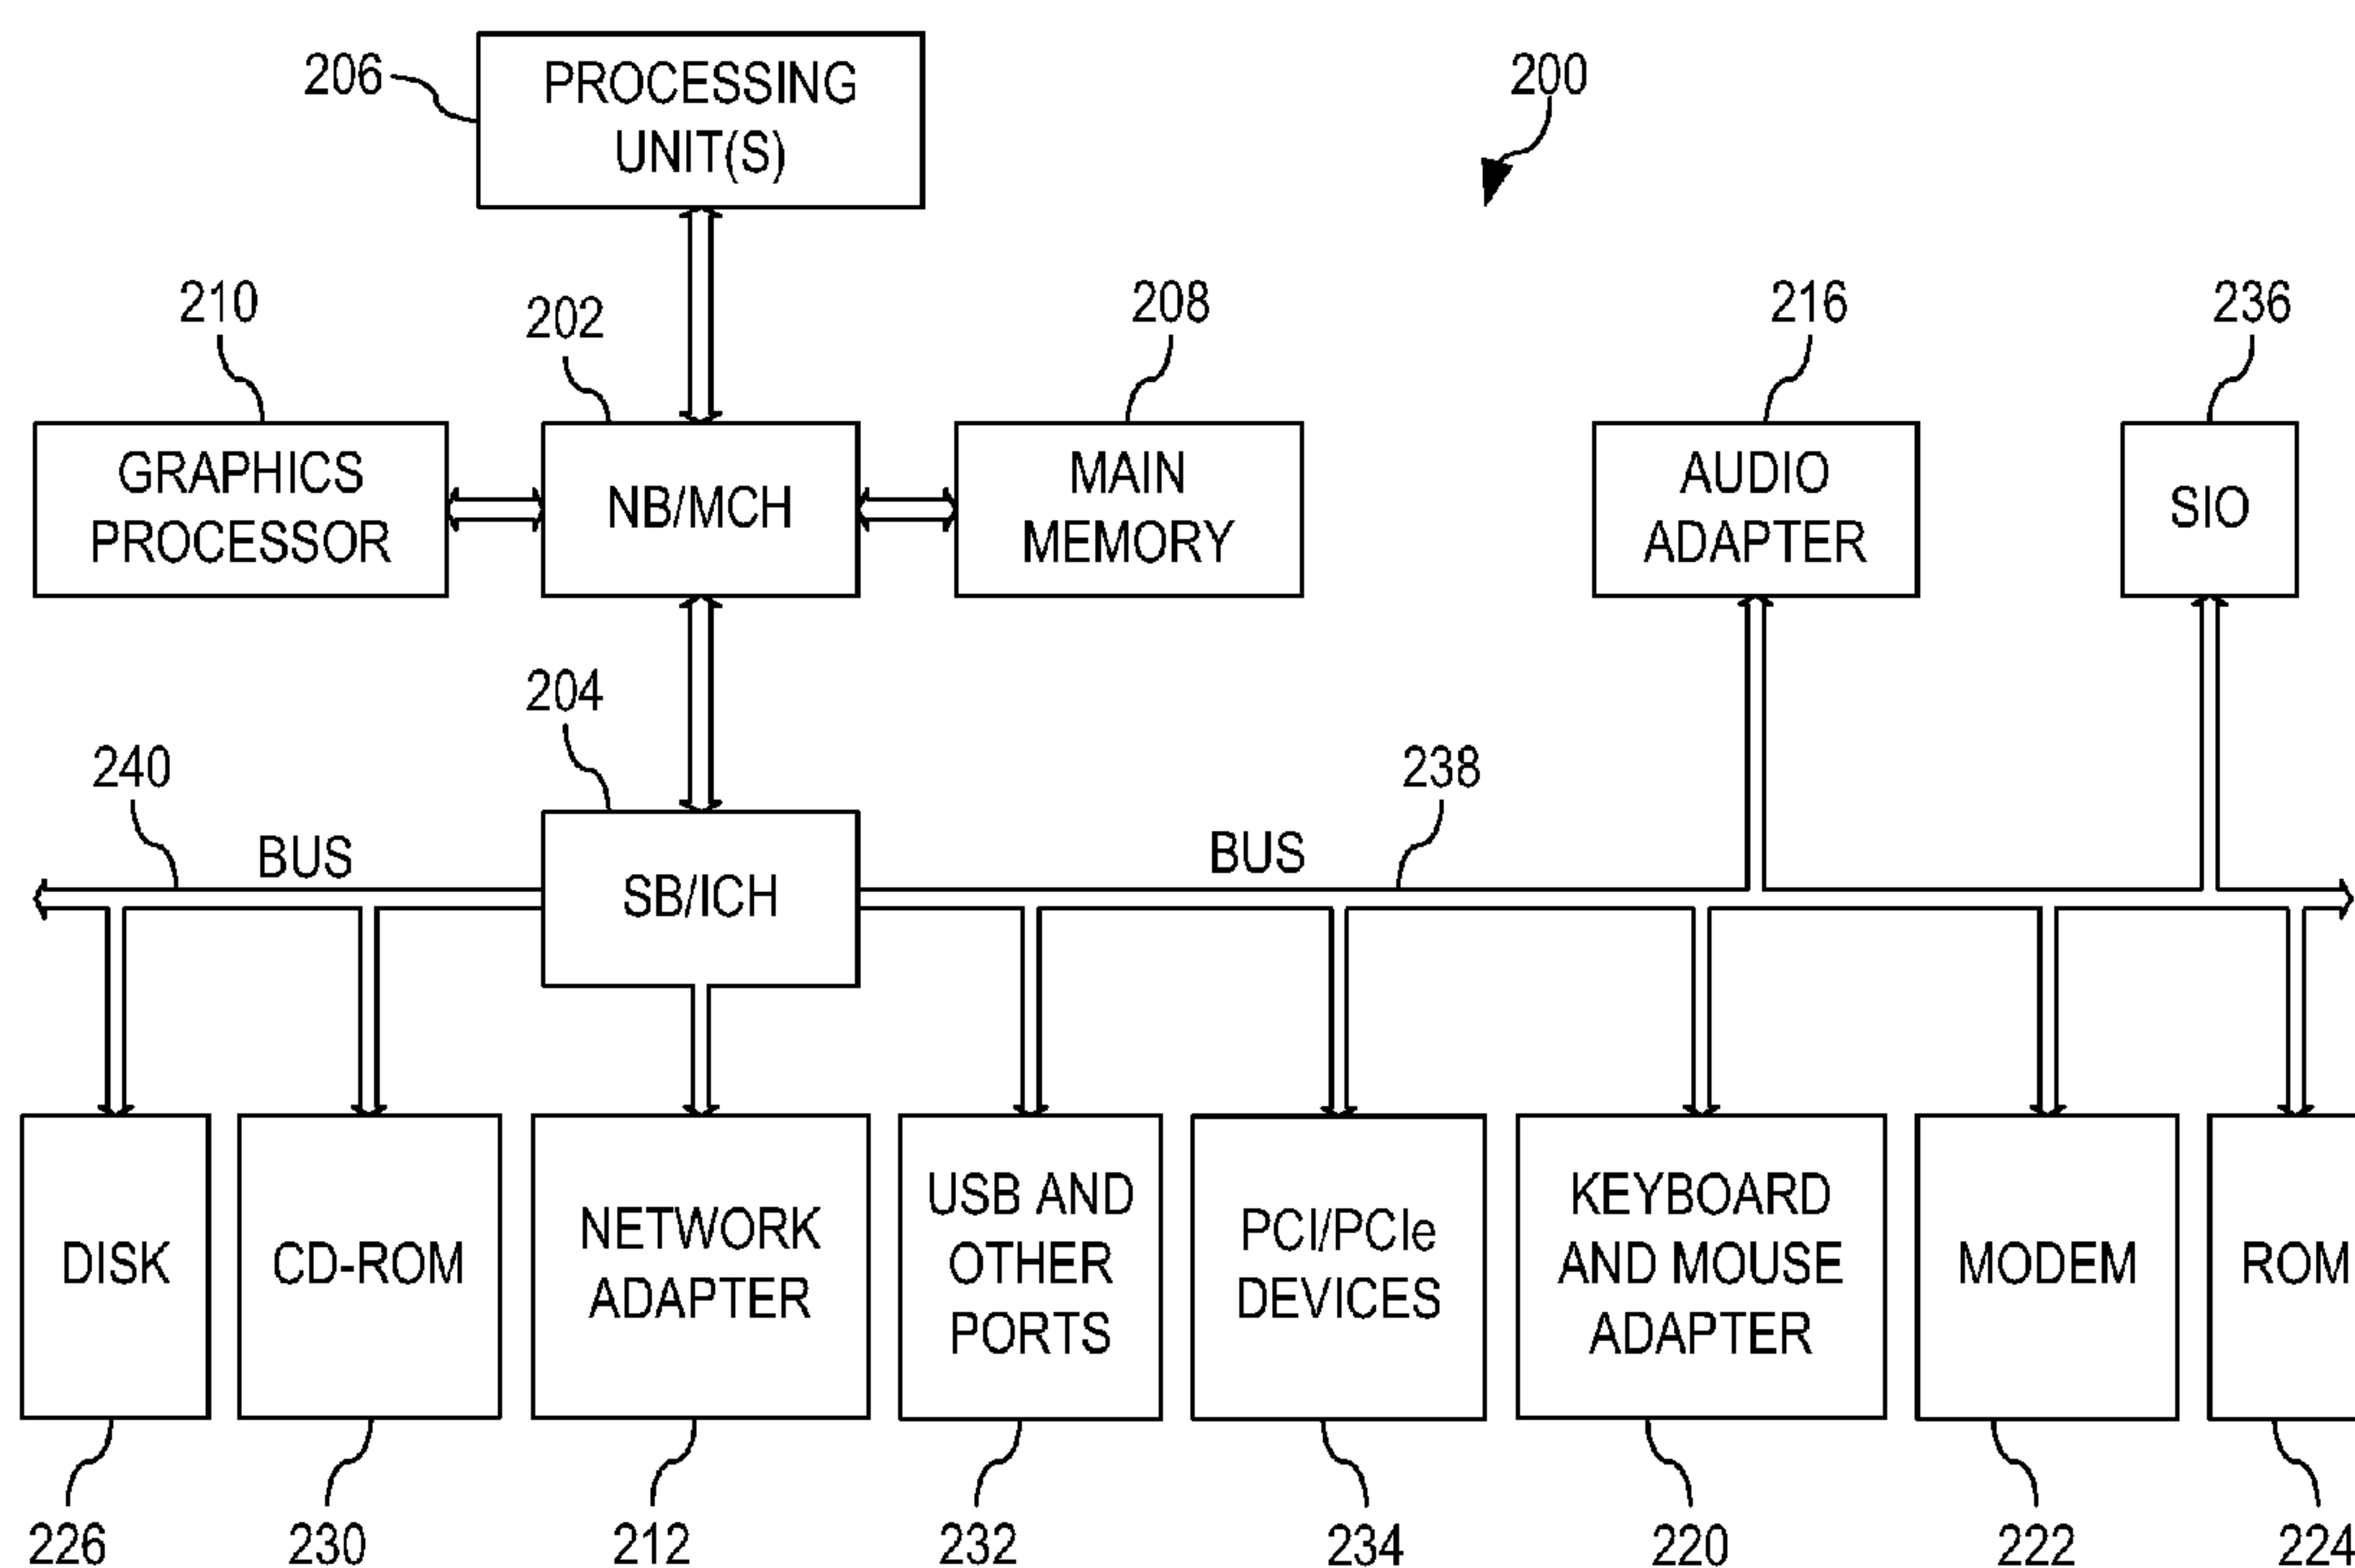 206
PROCESSING
UNIT(S)
200
210
202
208
216
236
GRAPHICS
PROCESSOR
NB/MCH
MAIN
MEMORY
AUDIO
ADAPTER
SIO
204
240
238
BUS
BUS
SB/ICH
DISK
CD-ROM
NETWORK
ADAPTER
USB AND
OTHER
PORTS
PCI/PCIe
DEVICES
KEYBOARD
AND MOUSE
ADAPTER
MODEM
ROM
226
230
212
232
234
220
222
224